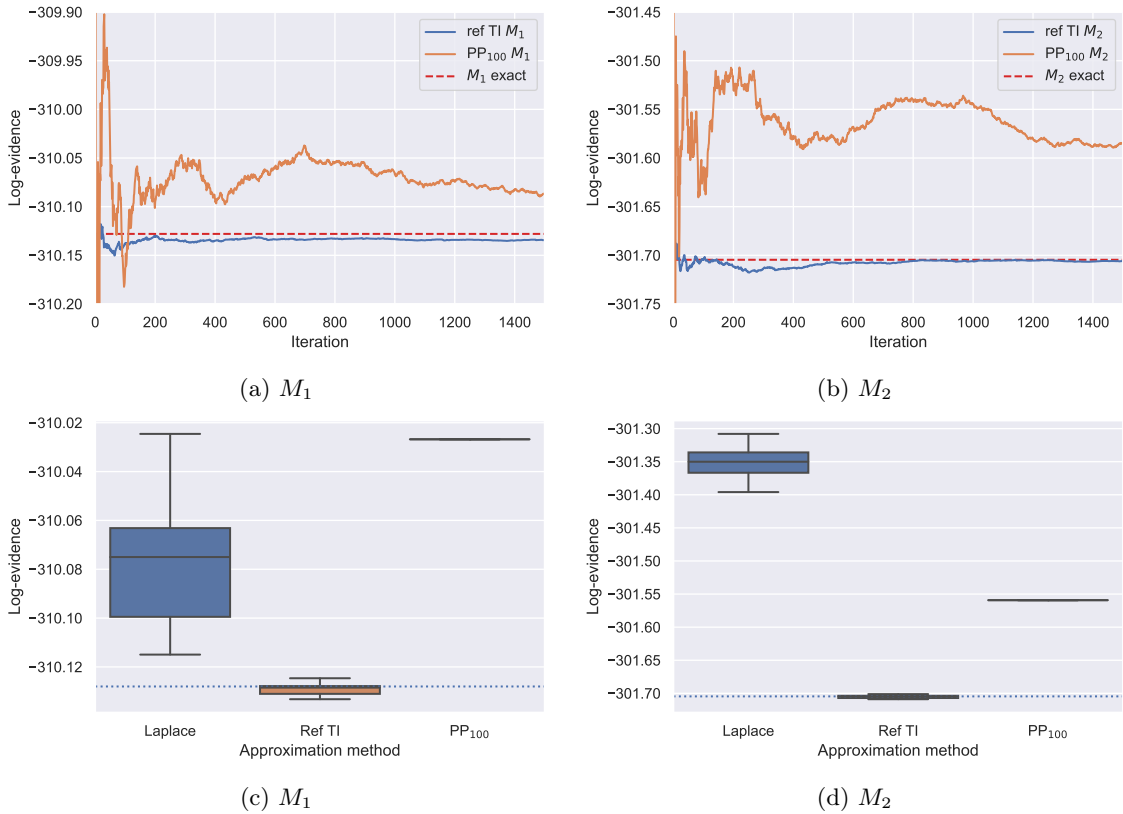 −309.90
−309.95
−310.00
−310.05
−310.10
−310.15
−310.20
Log-evidence
0 200 400 600 800 1000 1200 1400
Iteration
ref TI M₁
PP₁₀₀ M₁
M₁ exact
(a) M₁
−301.45
−301.50
−301.55
−301.60
−301.65
−301.70
−301.75
Log-evidence
0 200 400 600 800 1000 1200 1400
Iteration
ref TI M₂
PP₁₀₀ M₂
M₂ exact
(b) M₂
−310.02
−310.04
−310.06
−310.08
−310.10
−310.12
Log-evidence
Laplace Ref TI PP₁₀₀
Approximation method
(c) M₁
−301.30
−301.35
−301.40
−301.45
−301.50
−301.55
−301.60
−301.65
−301.70
Log-evidence
Laplace Ref TI PP₁₀₀
Approximation method
(d) M₂